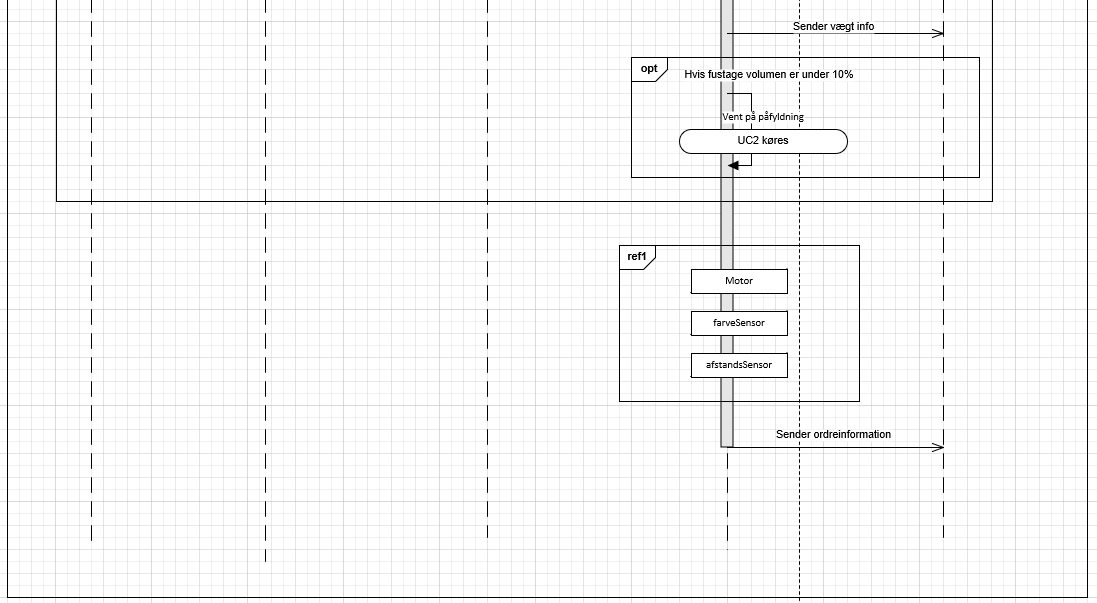 Sender vægt info
opt
Hvis fustage volumen er under 10%
Vent på påfyldning
UC2 køres
ref1
Motor
farveSensor
afstandsSensor
Sender ordreinformation